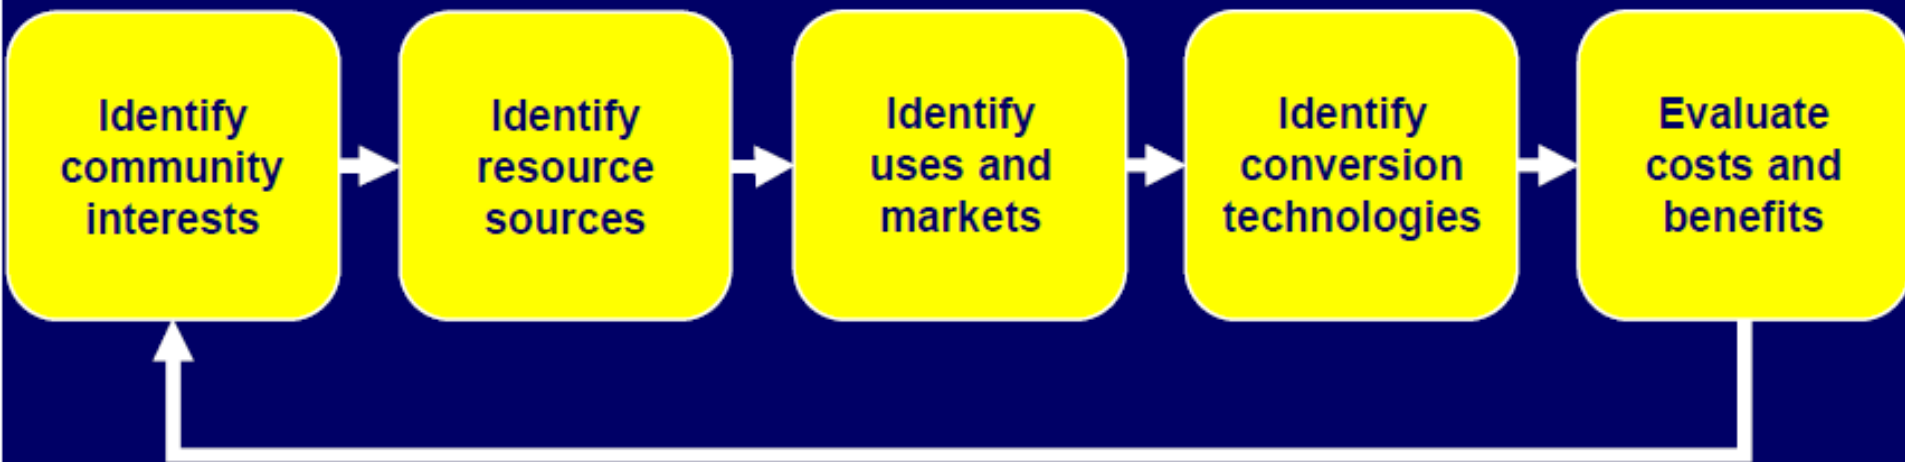 Identify
community
interests
Identify
resource
sources
Identify
uses and
markets
Identify
conversion
technologies
Evaluate
costs and
benefits